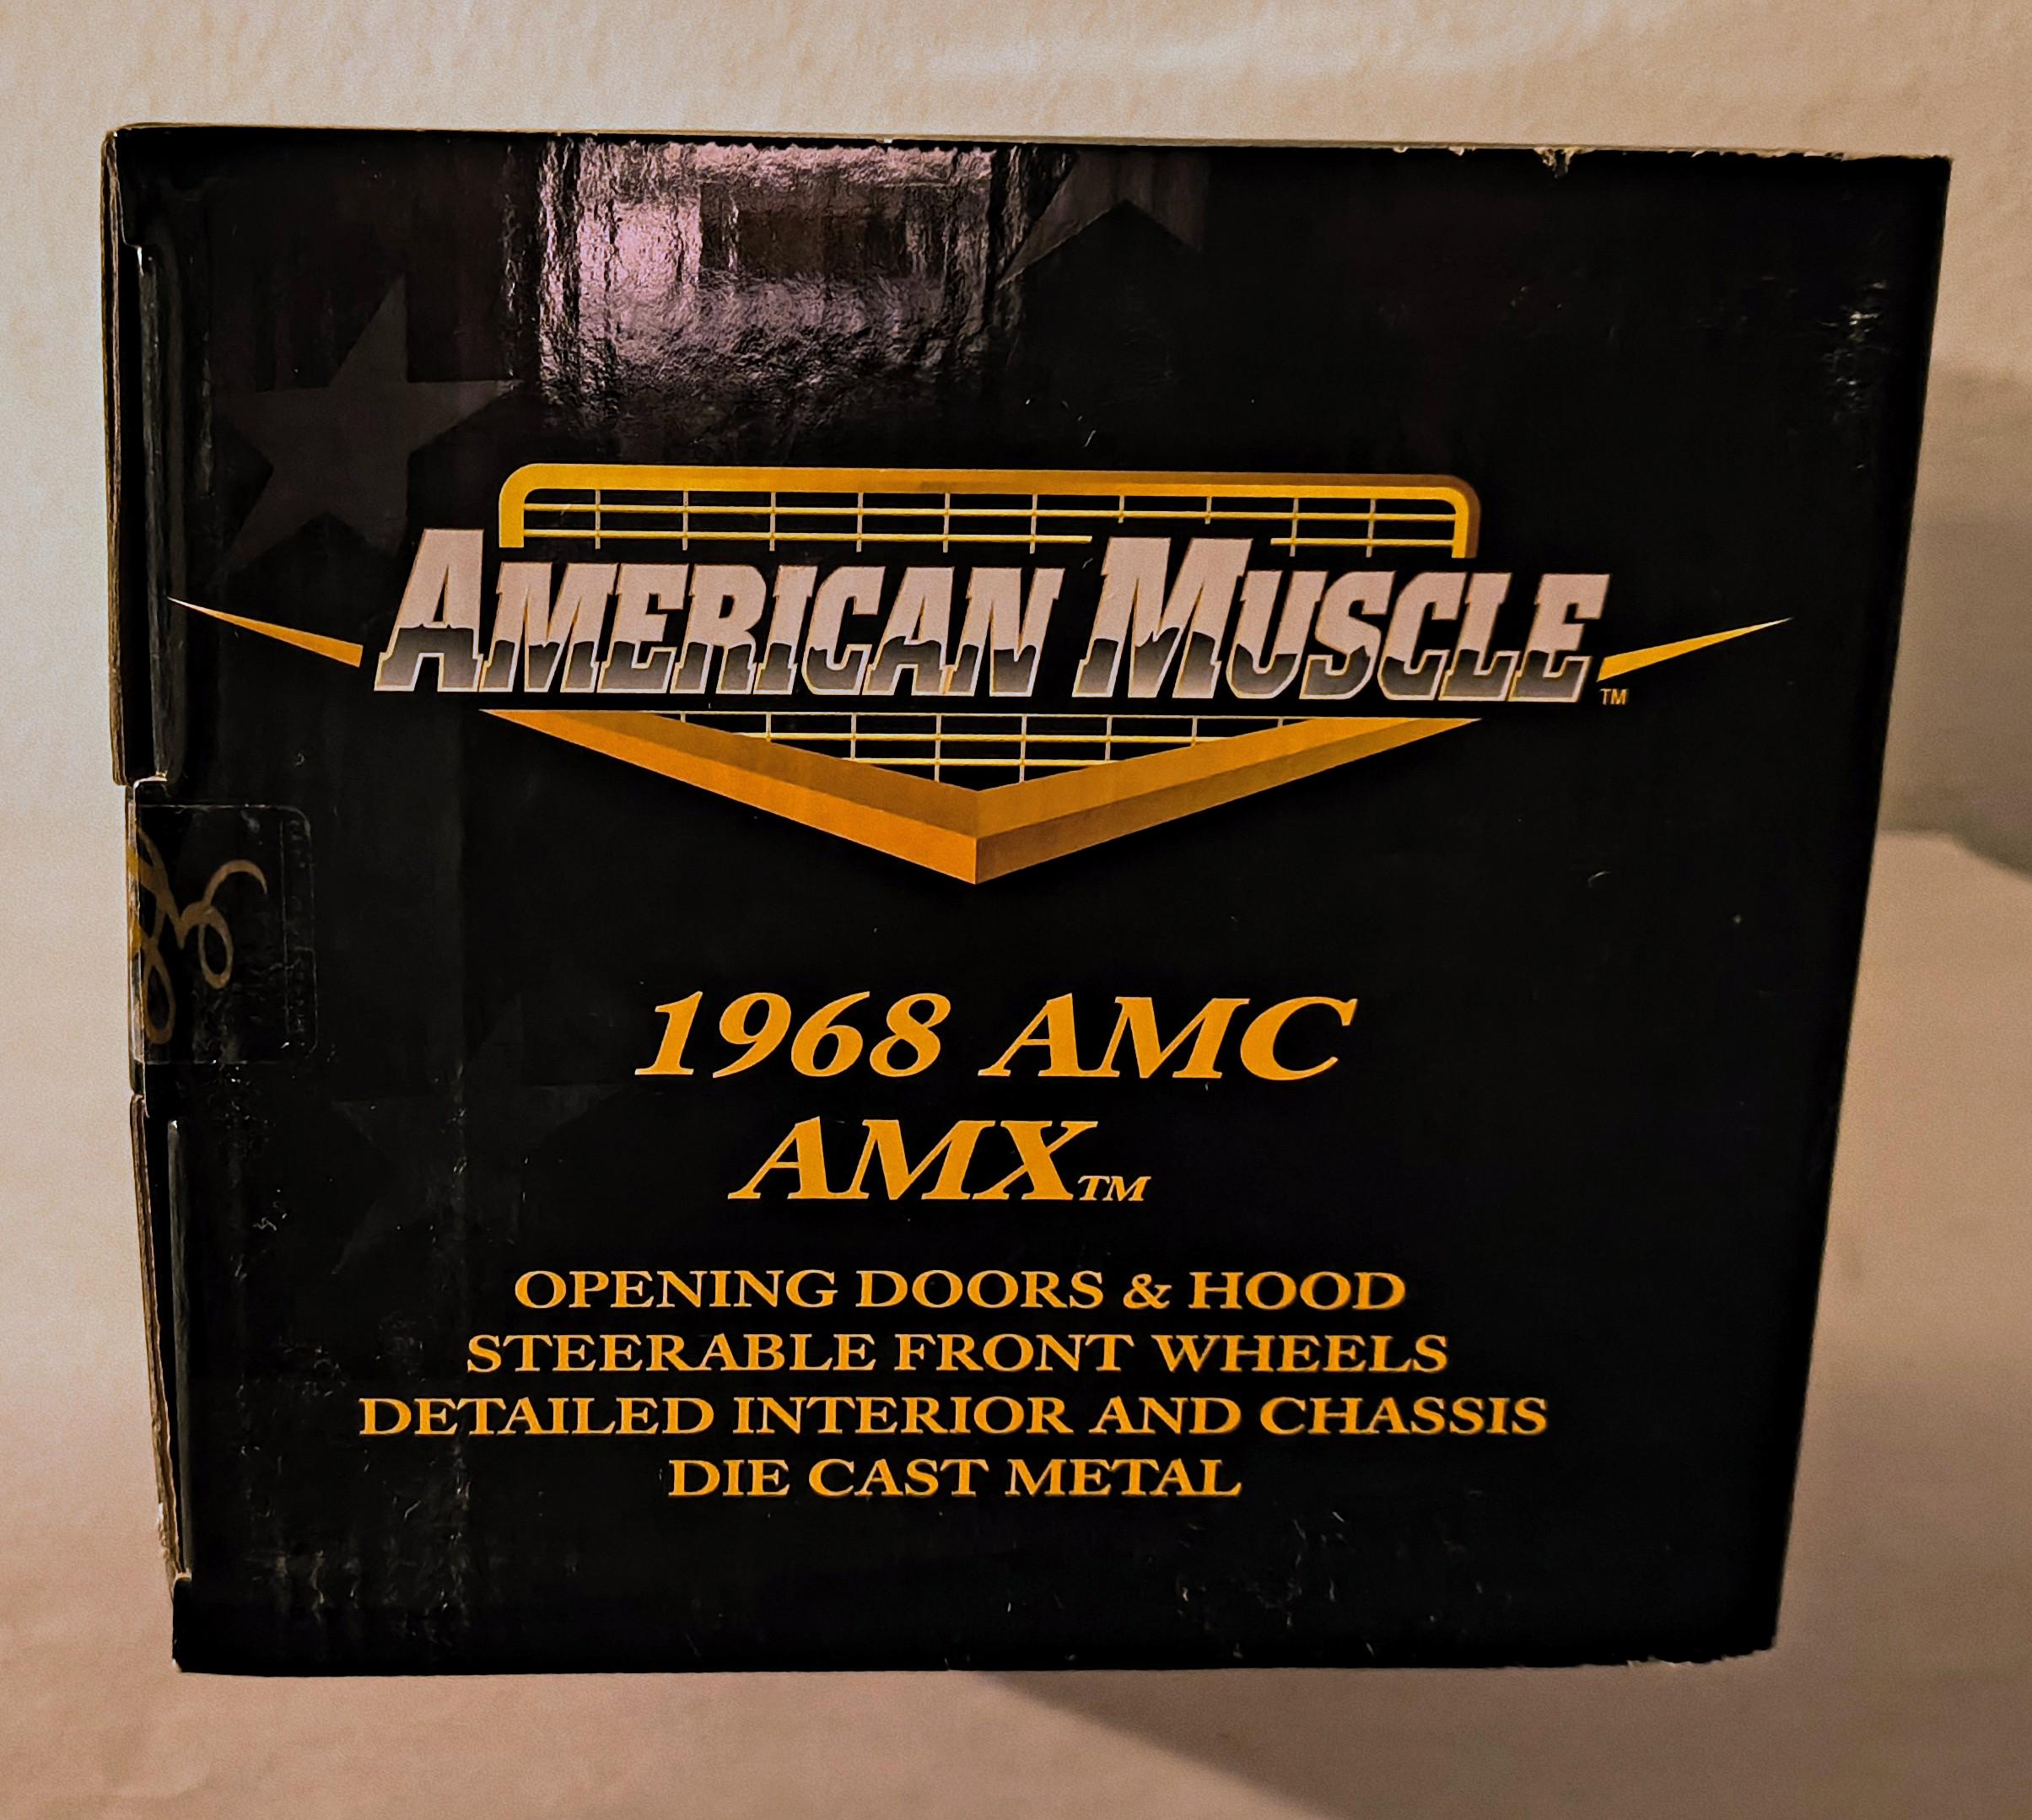 AMERICAN MUSCLE TM
1968 AMC
AMX TM
OPENING DOORS & HOOD
STEERABLE FRONT WHEELS
DETAILED INTERIOR AND CHASSIS
DIE CAST METAL